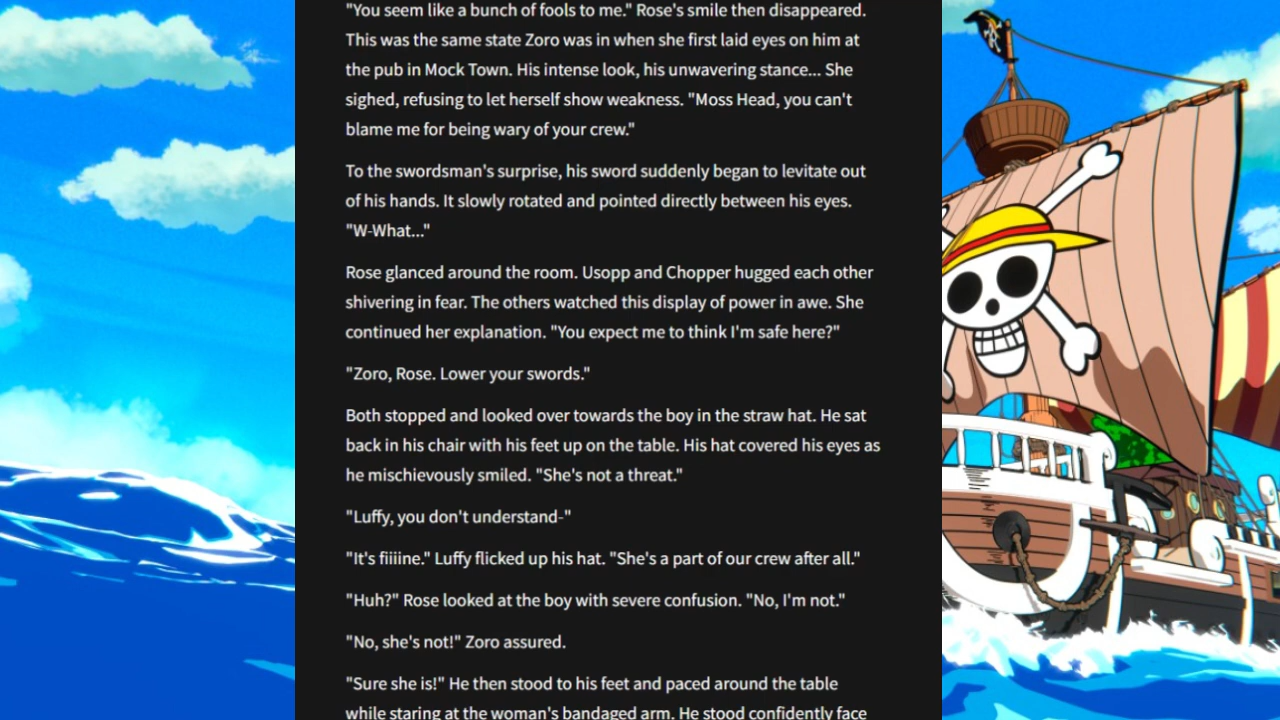 "You seem like a bunch of fools to me." Rose's smile then disappeared.
This was the same state Zoro was in when she first laid eyes on him at
the pub in Mock Town. His intense look, his unwavering stance... She
sighed, refusing to let herself show weakness. "Moss Head, you can't
blame me for being wary of your crew."
To the swordsman's surprise, his sword suddenly began to levitate out
of his hands. It slowly rotated and pointed directly between his eyes.
"W-What..."
Rose glanced around the room. Usopp and Chopper hugged each other
shivering in fear. The others watched this display of power in awe. She
continued her explanation. "You expect me to think I'm safe here?"
"Zoro, Rose. Lower your swords."
Both stopped and looked over towards the boy in the straw hat. He sat
back in his chair with his feet up on the table. His hat covered his eyes as
he mischievously smiled. "She's not a threat."
"Luffy, you don't understand-"
"It's fiiiine." Luffy flicked up his hat. "She's a part of our crew after all."
"Huh?" Rose looked at the boy with severe confusion. "No, I'm not."
"No, she's not!" Zoro assured.
"Sure she is!" He then stood to his feet and paced around the table
while staring at the woman's bandaged arm. He stood confidently face